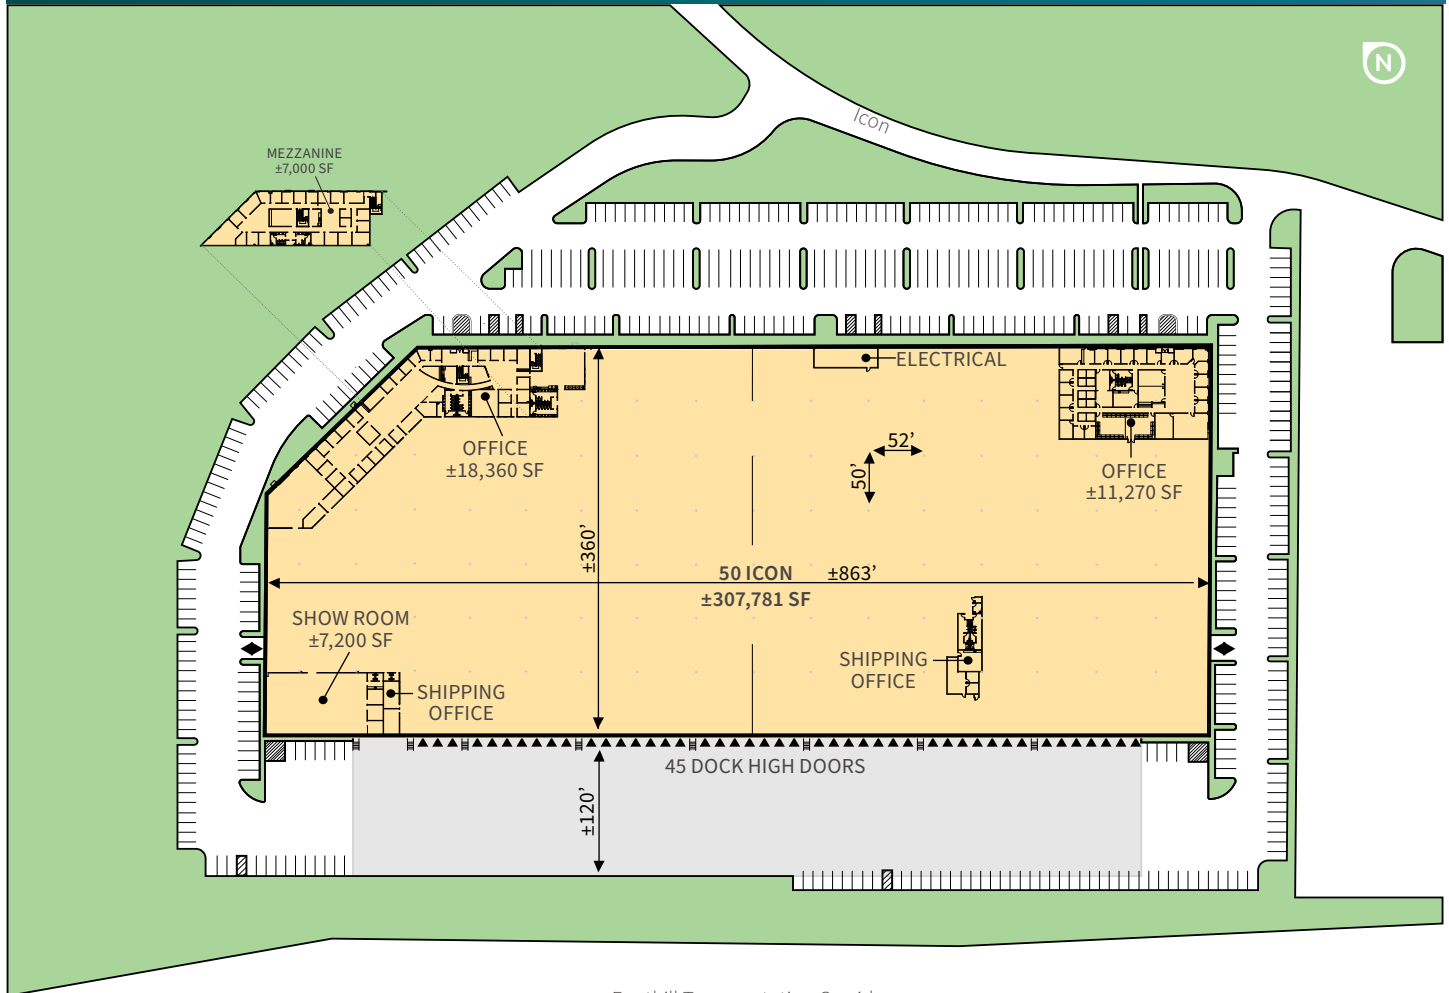 N
Icon
MEZZANINE
±7,000 SF
ELECTRICAL
OFFICE
±18,360 SF
52’
50’
OFFICE
±11,270 SF
±360’
50 ICON
±863’
±307,781 SF
SHOW ROOM
±7,200 SF
SHIPPING
OFFICE
SHIPPING
OFFICE
45 DOCK HIGH DOORS
±120’